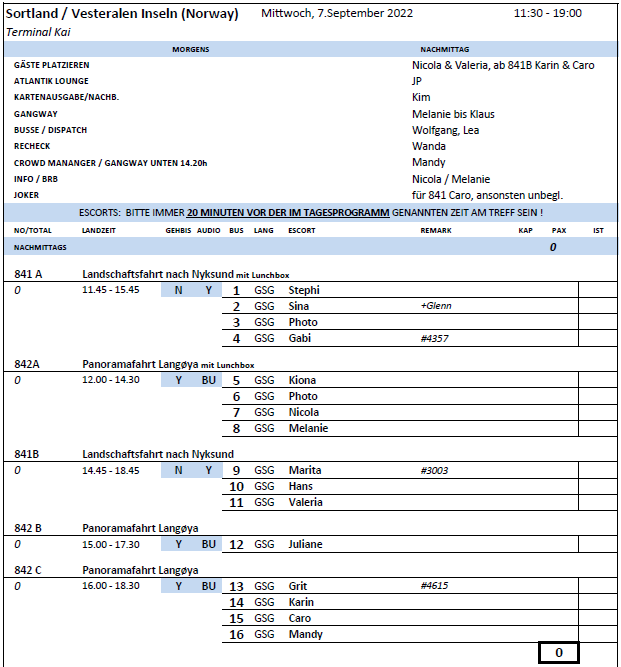 Sortland / Vesteralen Inseln (Norway) Mittwoch, 7.September 2022 11:30 - 19:00
Terminal Kai
MORGENS NACHMITTAG
GÄSTE PLATZIEREN Nicola & Valeria, ab 841B Karin & Caro
ATLANTIK LOUNGE JP
KARTENAUSGABE/NACHB. Kim
GANGWAY Melanie bis Klaus
BUSSE / DISPATCH Wolfgang, Lea
RECHECK Wanda
CROWD MANANGER / GANGWAY UNTEN 14.20h Mandy
INFO / BRB Nicola / Melanie
JOKER für 841 Caro, ansonsten unbegl.
ESCORTS: BITTE IMMER 20 MINUTEN VOR DER IM TAGESPROGRAMM GENANNTEN ZEIT AM TREFF SEIN !
NO/TOTAL LANDZEIT GEHBIS AUDIO BUS LANG ESCORT REMARK KAP PAX IST
NACHMITTAGS 0
841 A Landschaftsfahrt nach Nyksund mit Lunchbox
0 11.45 - 15.45 N Y 1 GSG Stephi
2 GSG Sina +Glenn
3 GSG Photo
4 GSG Gabi #4357
842A Panoramafahrt Langøya mit Lunchbox
0 12.00 - 14.30 Y BU 5 GSG Kiona
6 GSG Photo
7 GSG Nicola
8 GSG Melanie
841B Landschaftsfahrt nach Nyksund
0 14.45 - 18.45 N Y 9 GSG Marita #3003
10 GSG Hans
11 GSG Valeria
842 B Panoramafahrt Langøya
0 15.00 - 17.30 Y BU 12 GSG Juliane
842 C Panoramafahrt Langøya
0 16.00 - 18.30 Y BU 13 GSG Grit #4615
14 GSG Karin
15 GSG Caro
16 GSG Mandy
0